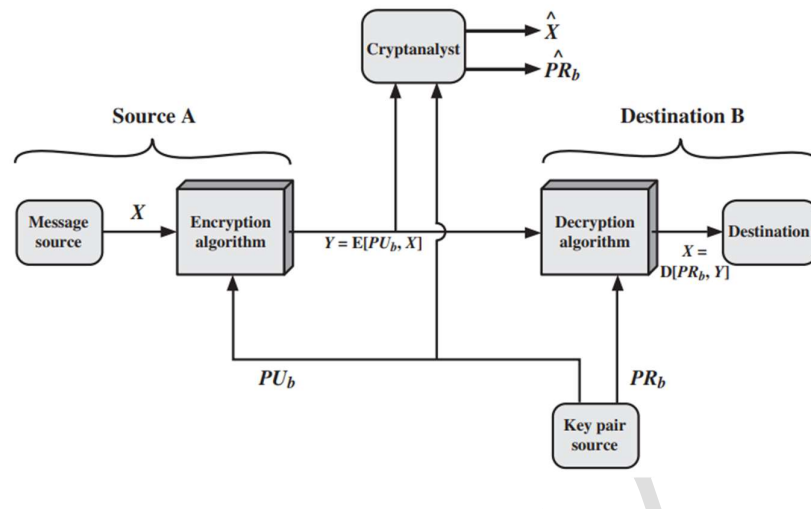 Cryptanalyst
X̂
P̂R_b
Source A
Destination B
Message
source
X
Encryption
algorithm
Y = E[PU_b, X]
Decryption
algorithm
X =
D[PR_b, Y]
Destination
PU_b
PR_b
Key pair
source